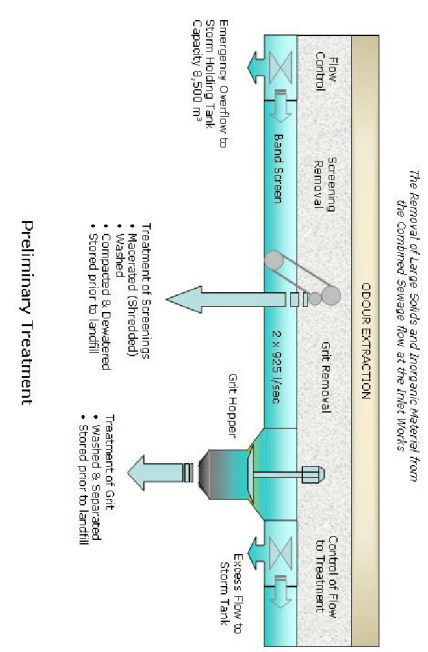 The Removal of Large Solids and Inorganic Material from
the Combined Sewage flow at the Inlet Works
ODOUR EXTRACTION
Flow
Control
Screening
Removal
Grit Removal
Control of Flow
to Treatment
Band Screen
2 x 925 l/sec
Emergency Overflow to
Storm Holding Tank
Capacity 8,500 m³
Grit Hopper
Excess Flow to
Storm Tank
Treatment of Screenings
• Macerated (Shredded)
• Washed
• Compacted & Dewatered
• Stored prior to landfill
Treatment of Grit
• Washed & Separated
• Stored prior to landfill
Preliminary Treatment